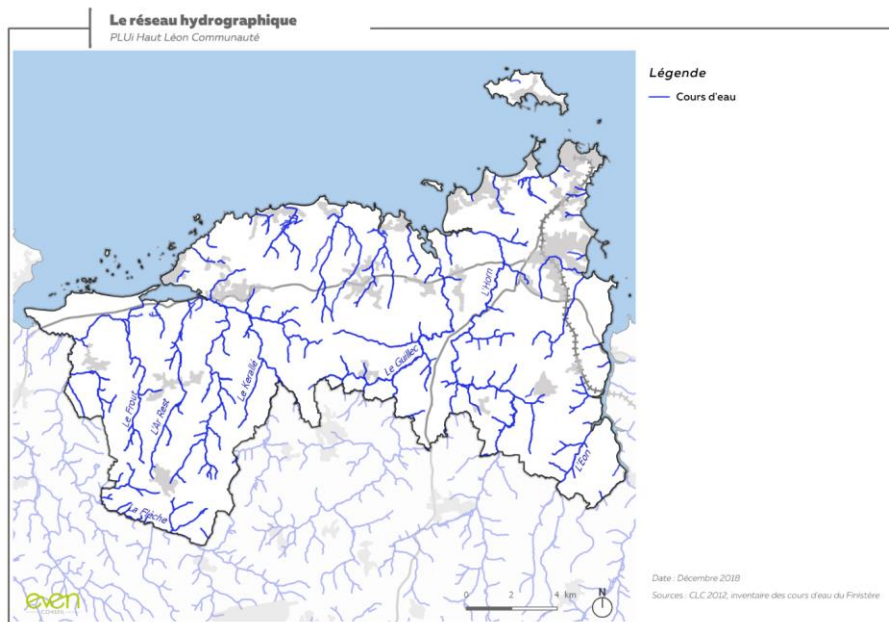 Le réseau hydrographique
PLUi Haut Léon Communauté
Légende
Cours d'eau
L'Horn
Le Guillec
Le Kerallé
Le Frout
L'Ar Rest
L'Éon
La Flèche
even
CONSEIL
0 2 4 km
N
Date : Décembre 2018
Sources : CLC 2012, inventaire des cours d'eau du Finistère